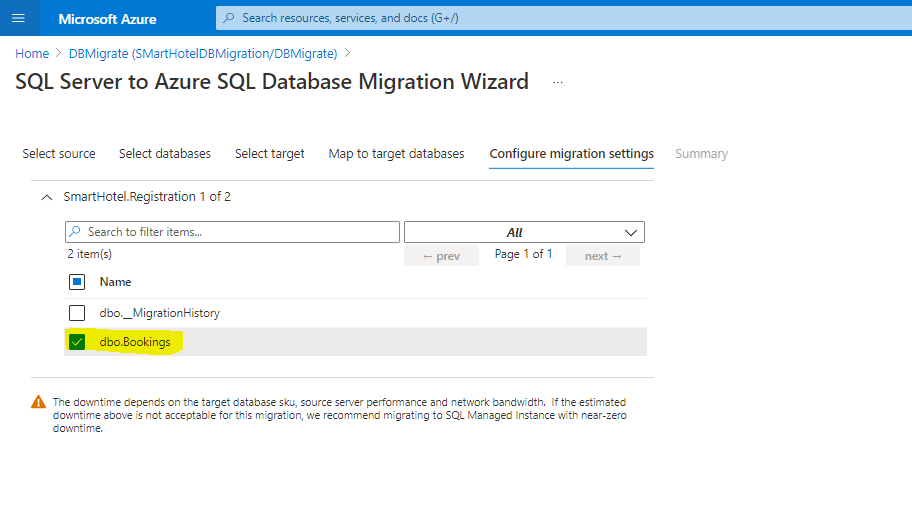 Microsoft Azure
Search resources, services, and docs (G+/)
Home > DBMigrate (SMartHotelDBMigration/DBMigrate) >
SQL Server to Azure SQL Database Migration Wizard ...
Select source Select databases Select target Map to target databases Configure migration settings Summary
SmartHotel.Registration 1 of 2
Search to filter items... All
2 item(s) ← prev Page 1 of 1 next →
Name
dbo.__MigrationHistory
dbo.Bookings
The downtime depends on the target database sku, source server performance and network bandwidth. If the estimated
downtime above is not acceptable for this migration, we recommend migrating to SQL Managed Instance with near-zero
downtime.